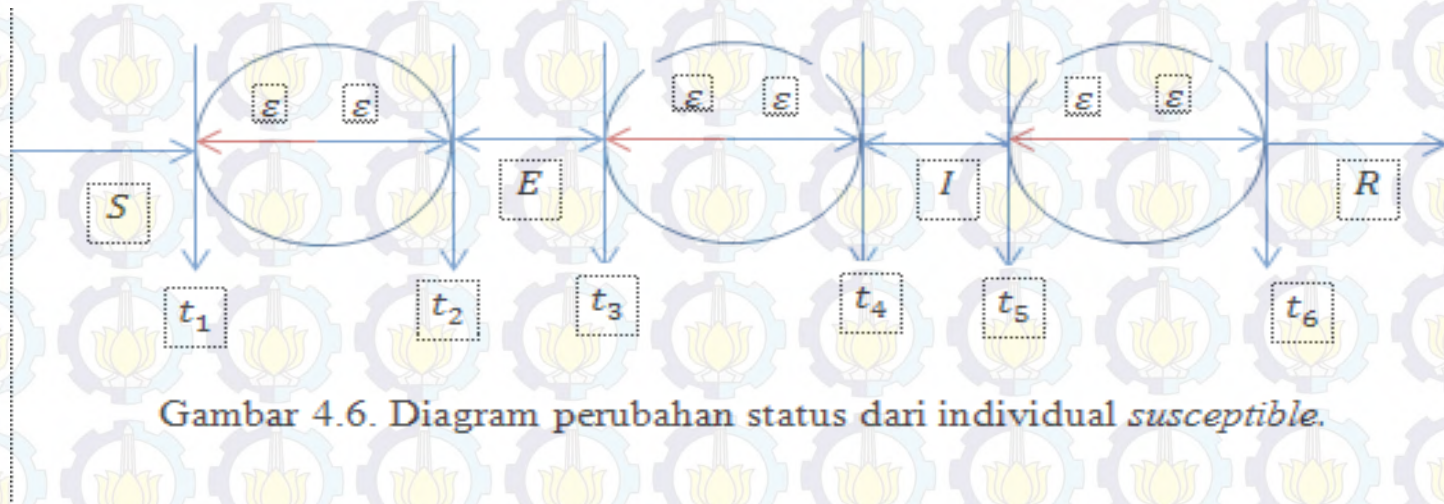 ε ε ε ε ε ε
S E I R
t₁ t₂ t₃ t₄ t₅ t₆
Gambar 4.6. Diagram perubahan status dari individual susceptible.